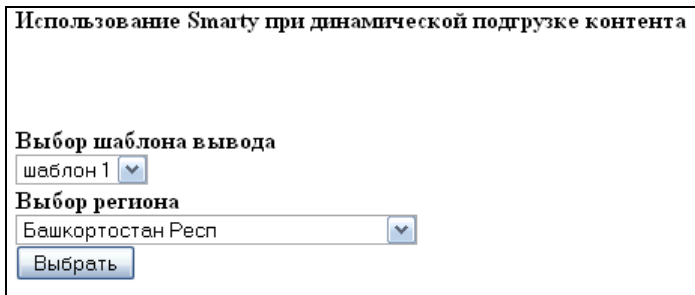 Использование Smarty при динамической подгрузке контента
Выбор шаблона вывода
шаблон 1
Выбор региона
Башкортостан Респ
Выбрать